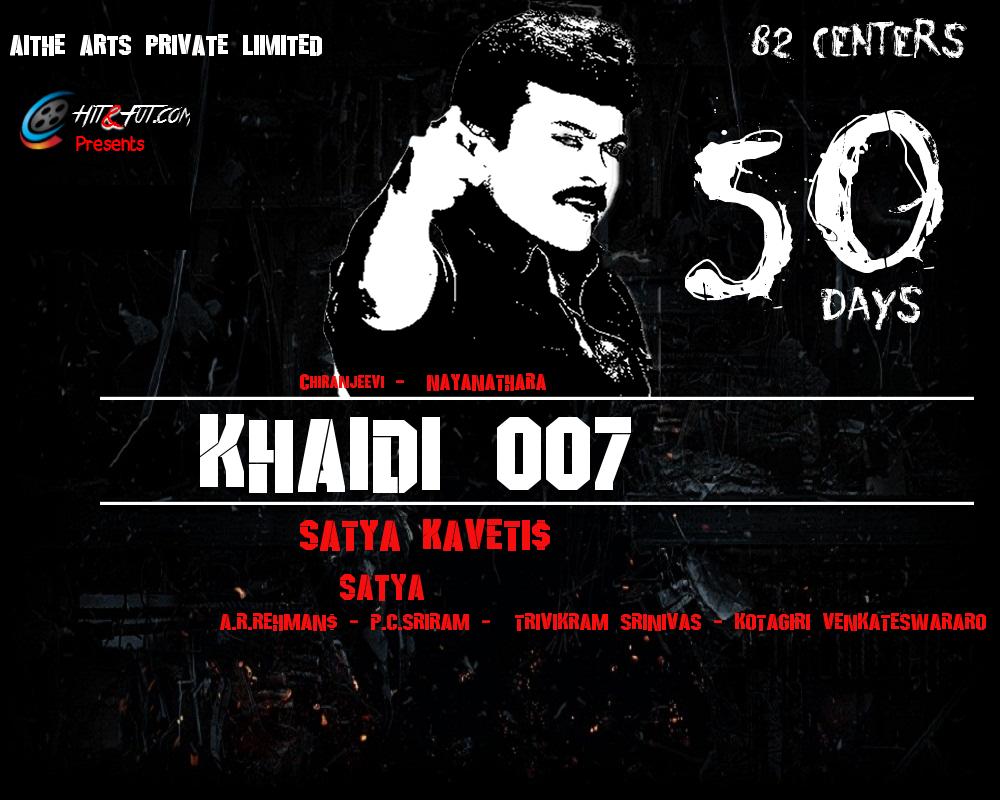 AITHE ARTS PRIVATE LIIMITED
82 CENTERS
HIT&FUT.COM
Presents
50
DAYS
CHIRANJEEVI - NAYANATHARA
KHAIDI 007
SATYA KAVETI$
SATYA
A.R.REHMAN$ - P.C.SRIRAM - TRIVIKRAM SRINIVAS - KOTAGIRI VENKATESWARARO